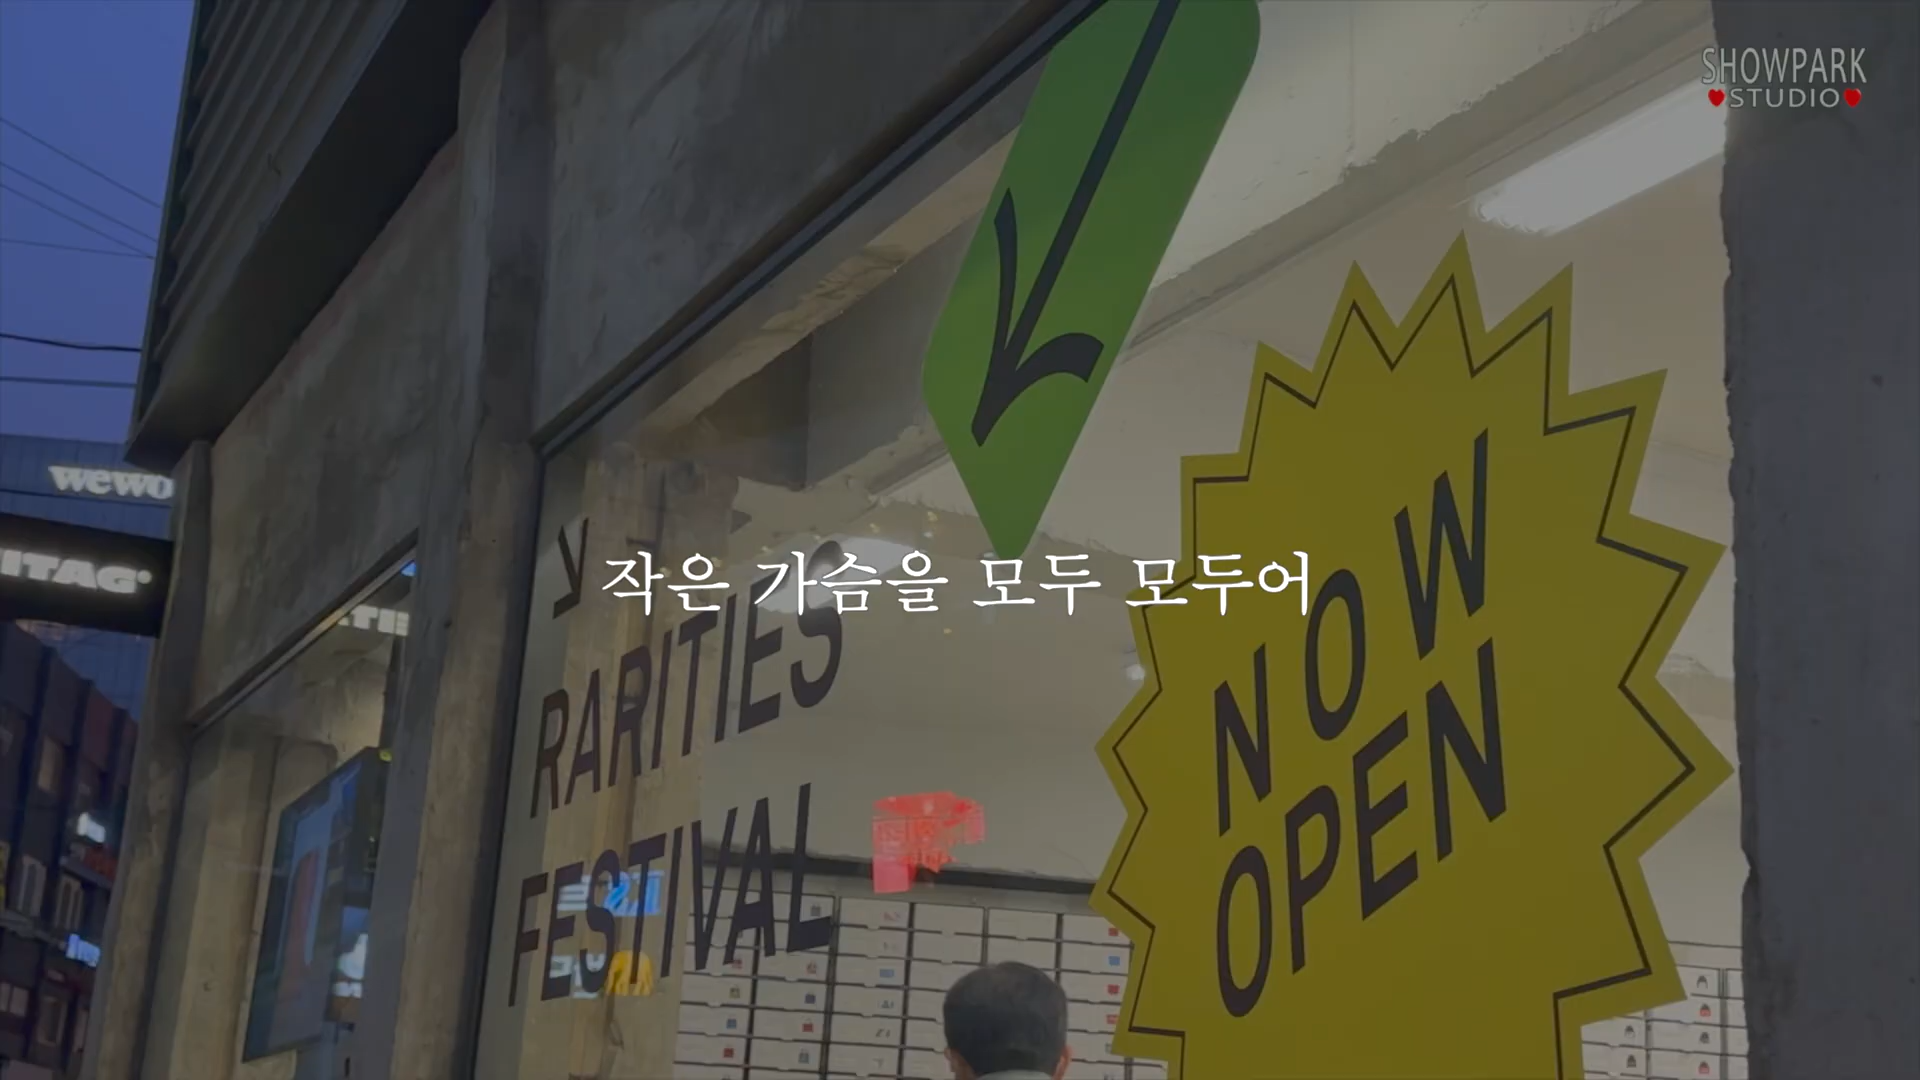 SHOWPARK
STUDIO
wewo
ITAG
작은 가슴을 모두 모두어
RARITIES
FESTIVAL
NOW
OPEN